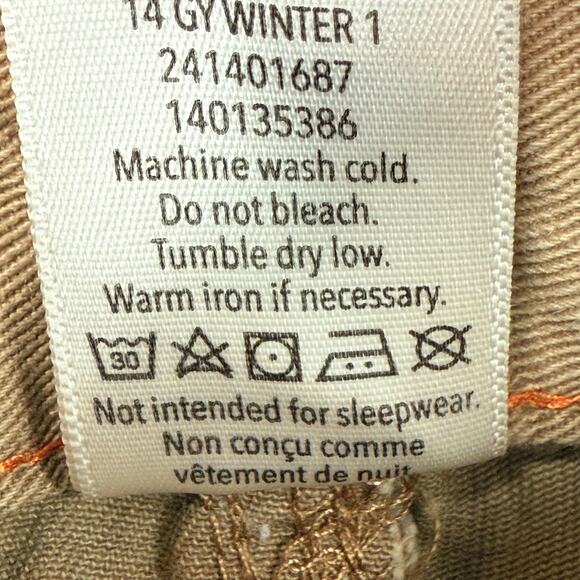 14 GY WINTER 1
241401687
140135386
Machine wash cold.
Do not bleach.
Tumble dry low.
Warm iron if necessary.
30
Not intended for sleepwear.
Non conçu comme
vêtement de nuit